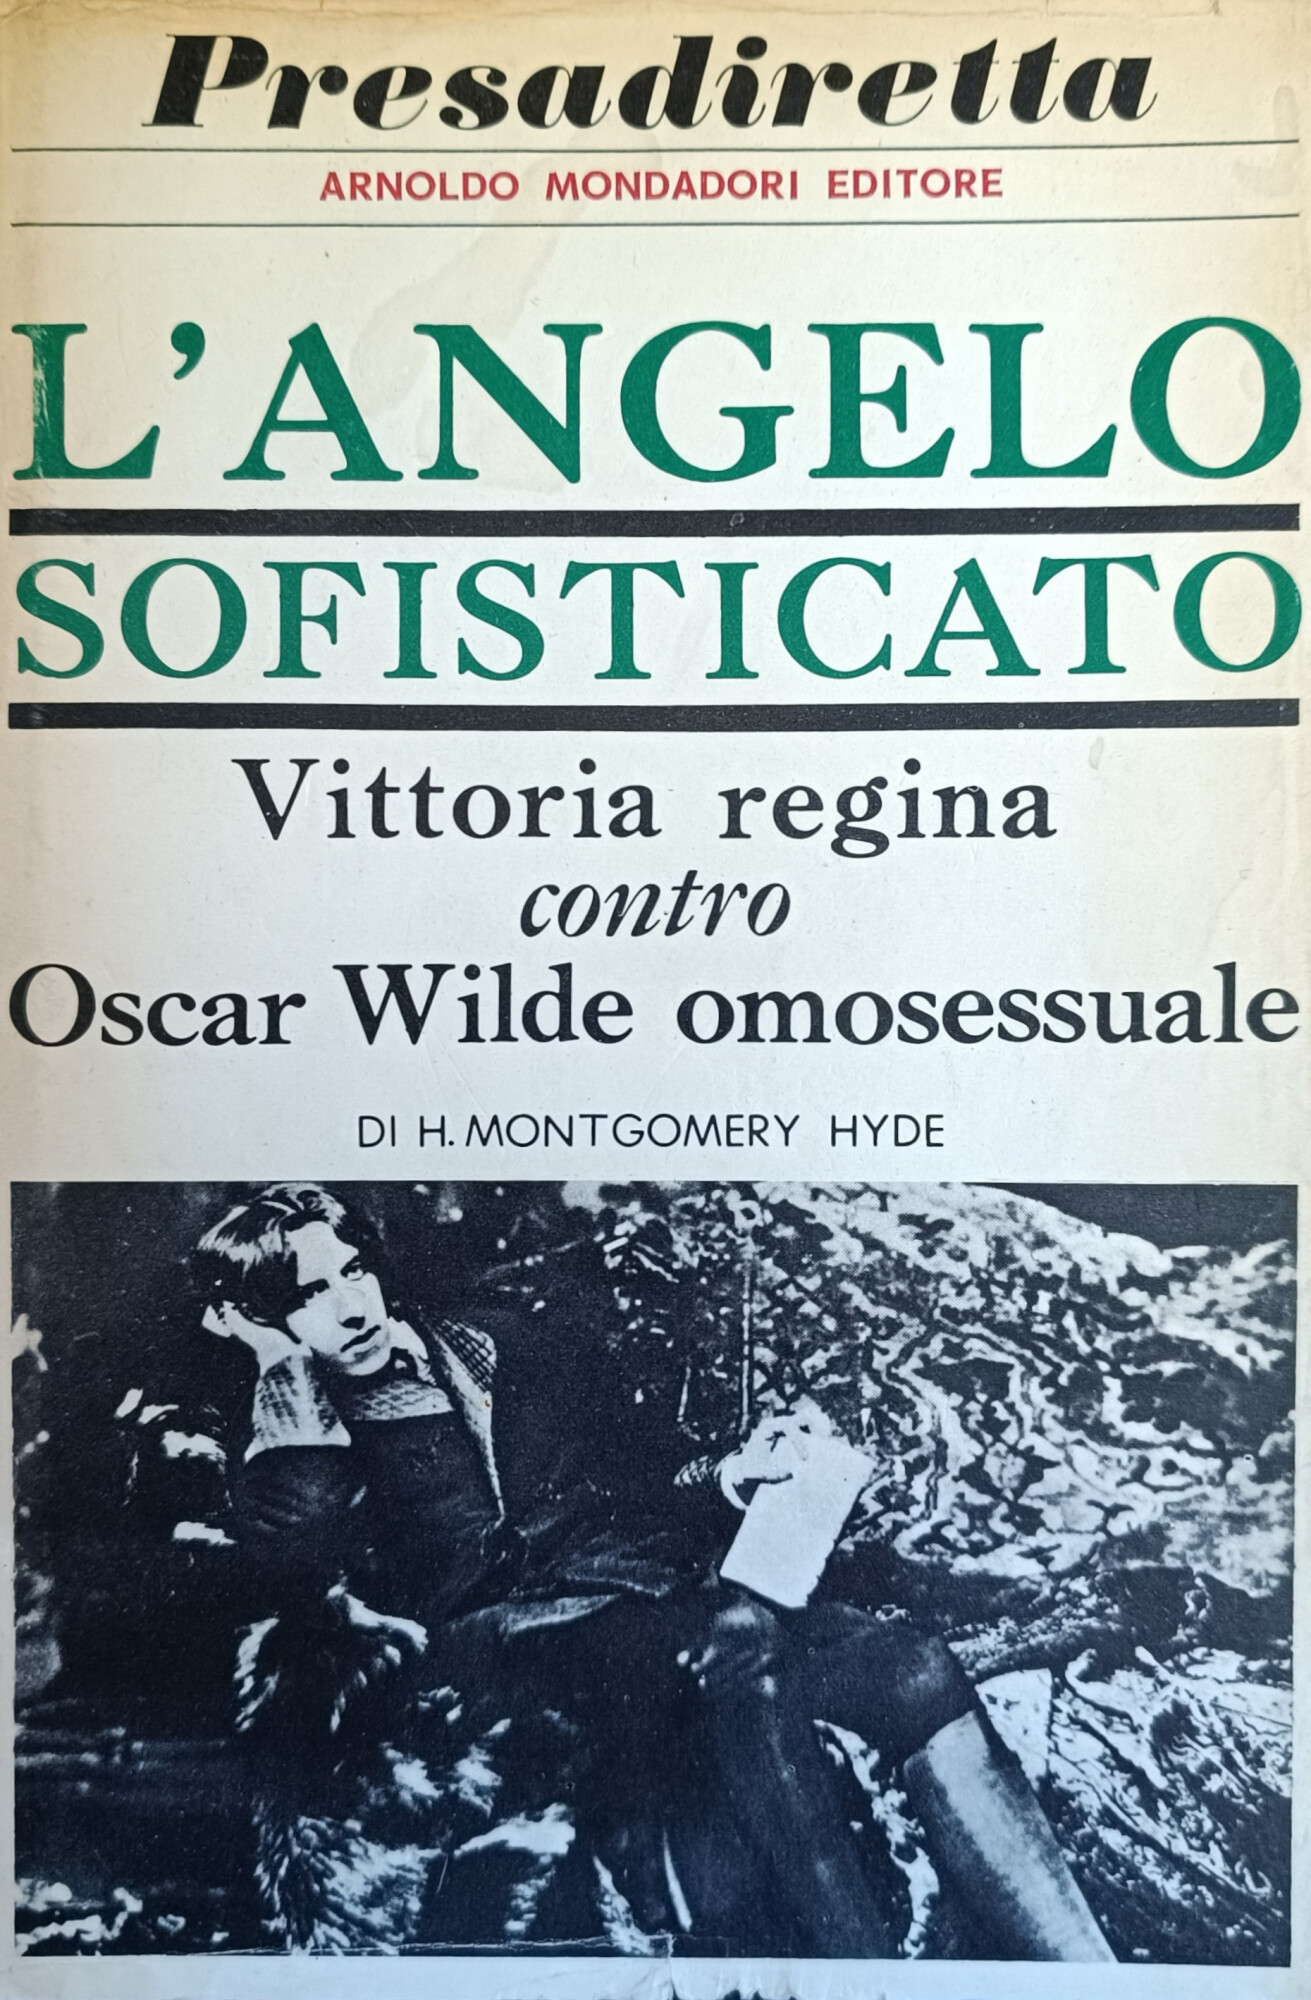 Presadiretta
ARNOLDO MONDADORI EDITORE
L'ANGELO
SOFISTICATO
Vittoria regina
contro
Oscar Wilde omosessuale
DI H. MONTGOMERY HYDE